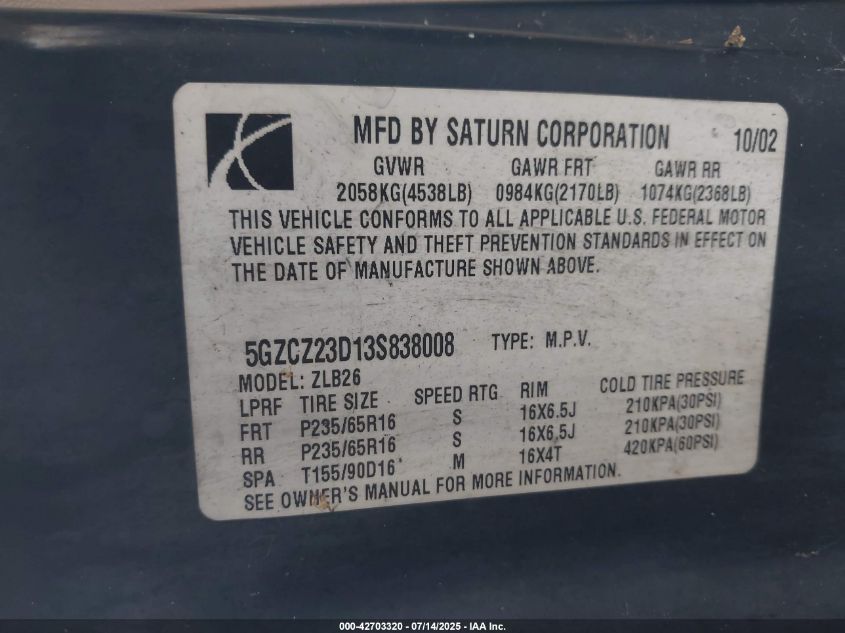 MFD BY SATURN CORPORATION 10/02
GVWR GAWR FRT GAWR RR
2058KG(4538LB) 0984KG(2170LB) 1074KG(2368LB)
THIS VEHICLE CONFORMS TO ALL APPLICABLE U.S. FEDERAL MOTOR
VEHICLE SAFETY AND THEFT PREVENTION STANDARDS IN EFFECT ON
THE DATE OF MANUFACTURE SHOWN ABOVE.
5GZCZ23D13S838008 TYPE: M.P.V.
MODEL: ZLB26
LPRF TIRE SIZE SPEED RTG RIM COLD TIRE PRESSURE
FRT P235/65R16 S 16X6.5J 210KPA(30PSI)
RR P235/65R16 S 16X6.5J 210KPA(30PSI)
SPA T155/90D16 M 16X4T 420KPA(60PSI)
SEE OWNER'S MANUAL FOR MORE INFORMATION.
000-42703320 - 07/14/2025 - IAA Inc.